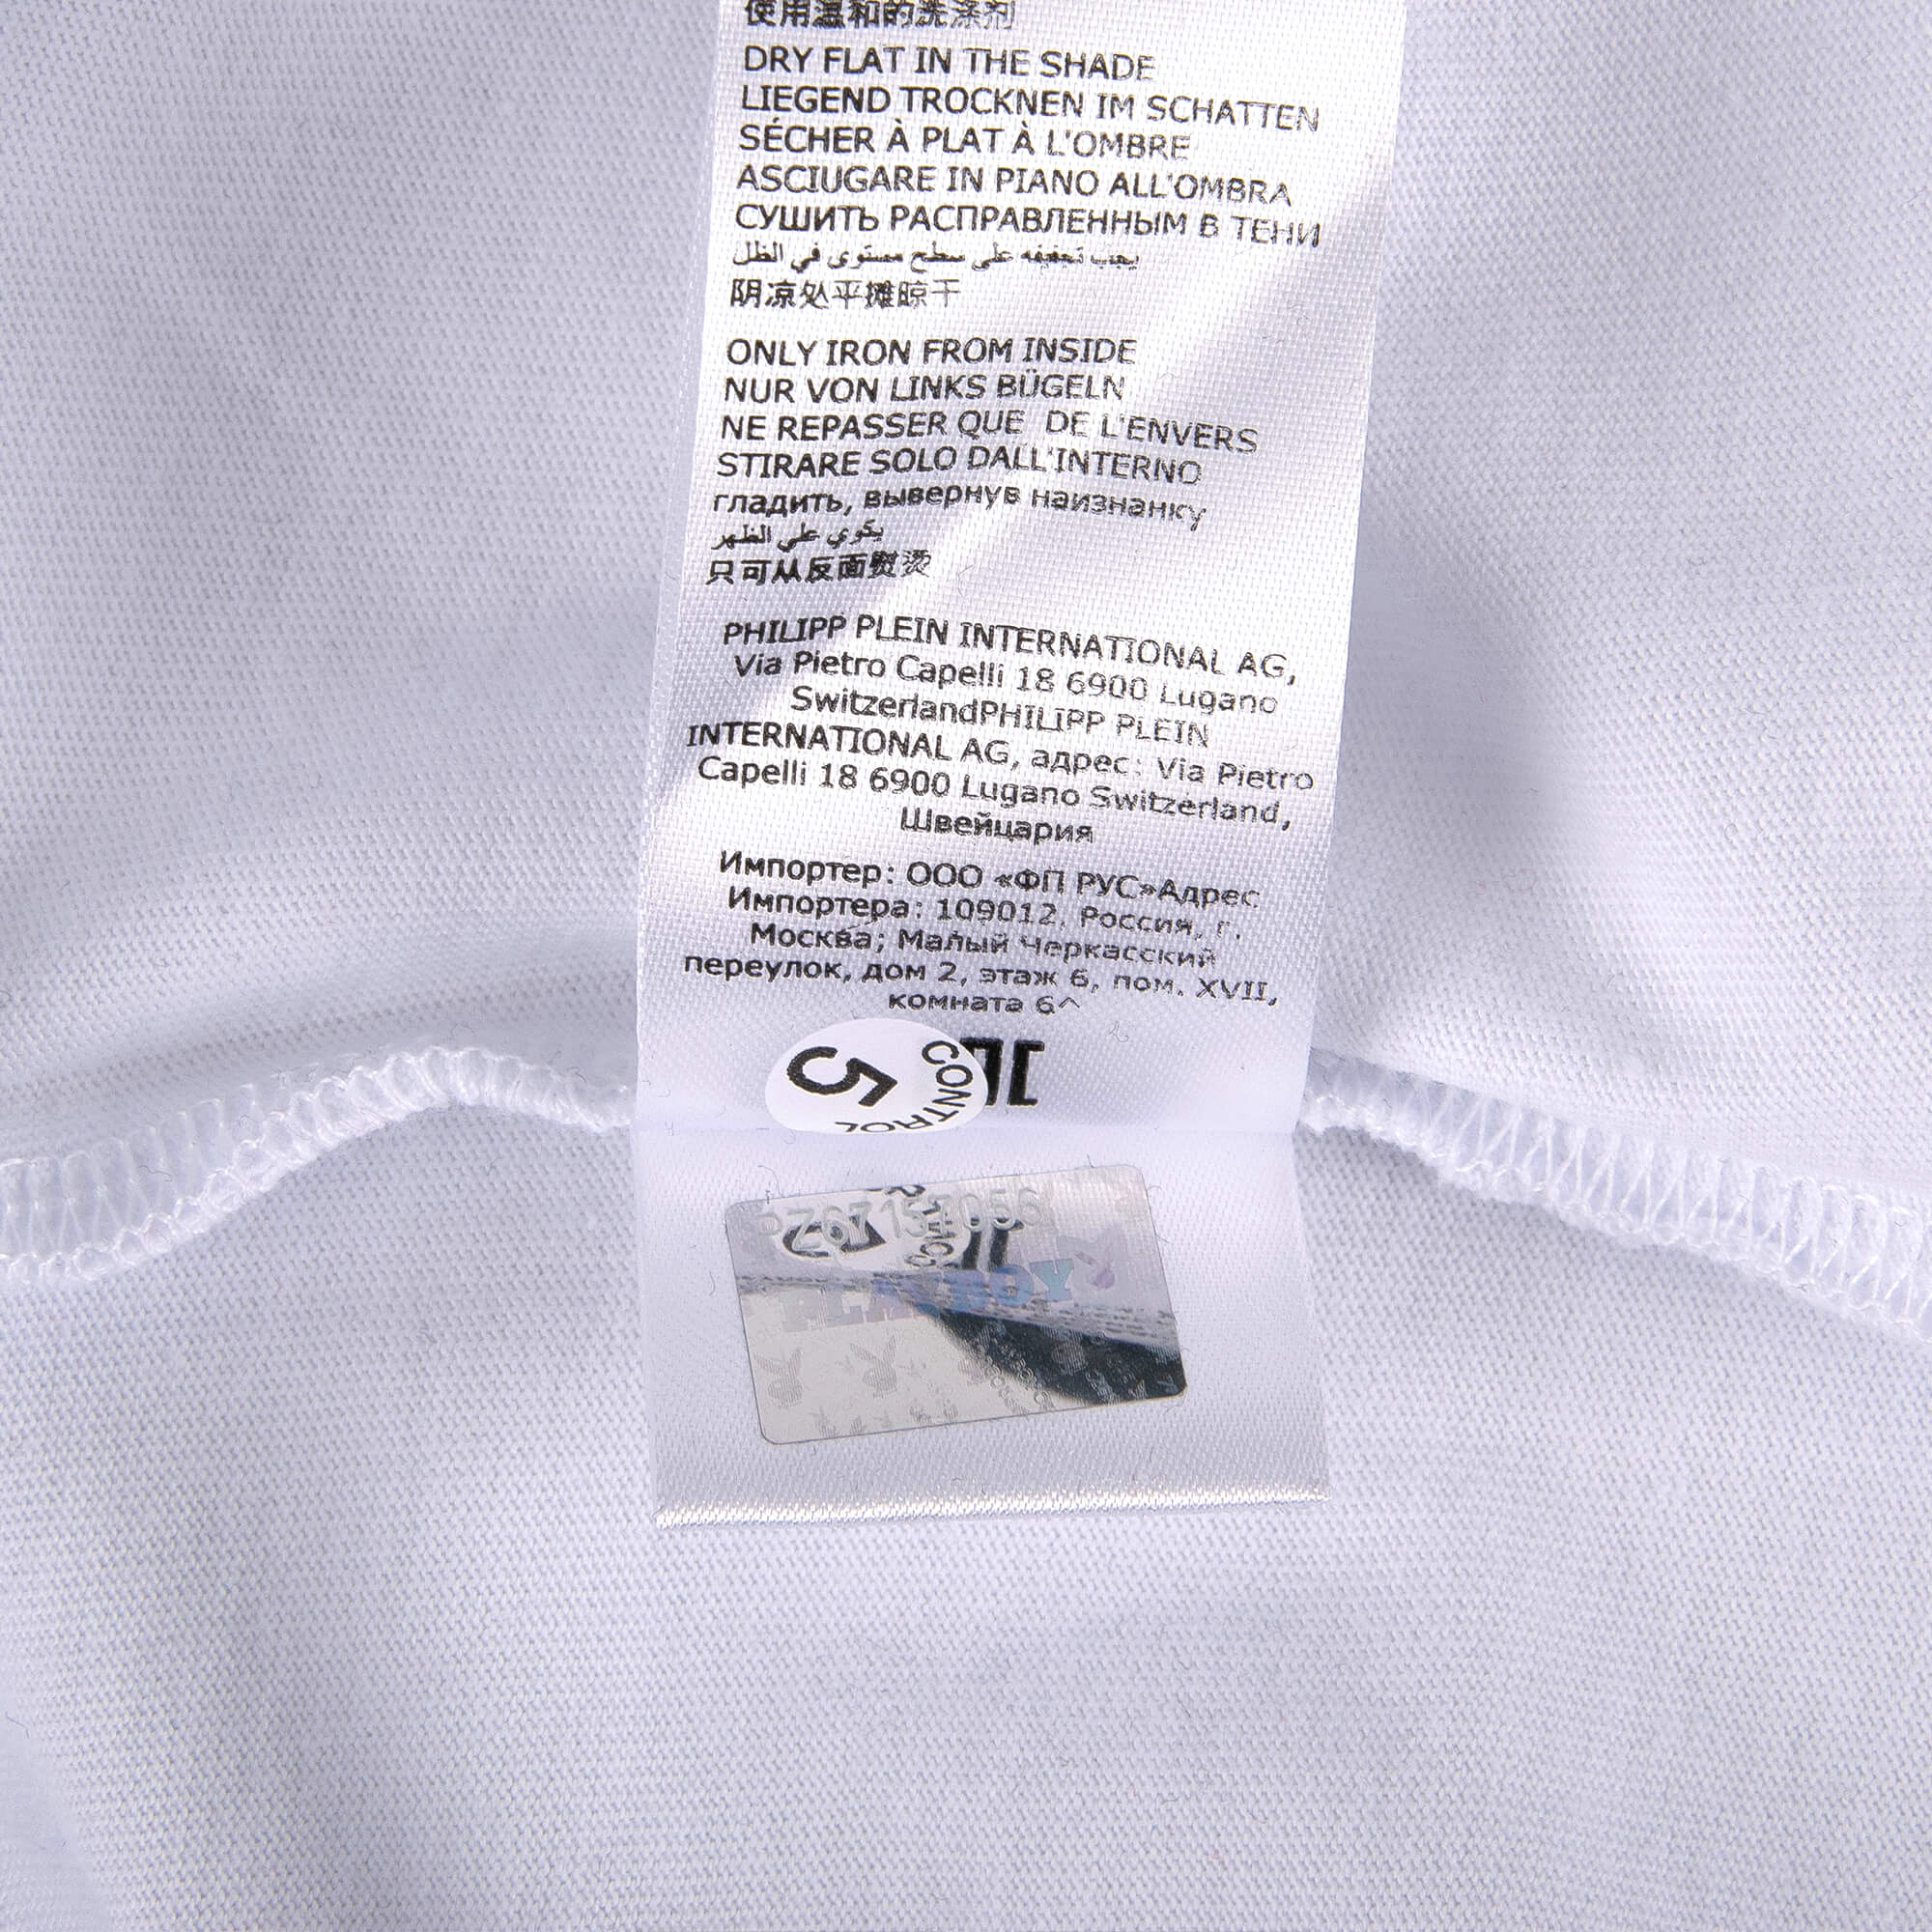 使用温和的洗涤剂
DRY FLAT IN THE SHADE
LIEGEND TROCKNEN IM SCHATTEN
SÉCHER À PLAT À L'OMBRE
ASCIUGARE IN PIANO ALL'OMBRA
СУШИТЬ РАСПРАВЛЕННЫМ В ТЕНИ
يجب تجفيفه على سطح مستوى في الظل
阴凉处平摊晾干
ONLY IRON FROM INSIDE
NUR VON LINKS BÜGELN
NE REPASSER QUE DE L'ENVERS
STIRARE SOLO DALL'INTERNO
гладить, вывернув наизнанку
يكوي على الظهر
只可从反面熨烫
PHILIPP PLEIN INTERNATIONAL AG,
Via Pietro Capelli 18 6900 Lugano
SwitzerlandPHILIPP PLEIN
INTERNATIONAL AG, адрес: Via Pietro
Capelli 18 6900 Lugano Switzerland,
Швейцария
Импортер: ООО «ФП РУС»Адрес
Импортера: 109012, Россия, г.
Москва; Малый Черкасский
переулок, дом 2, этаж 6, пом. XVII,
комната 6^
5 CONTROL
PLAYBOY